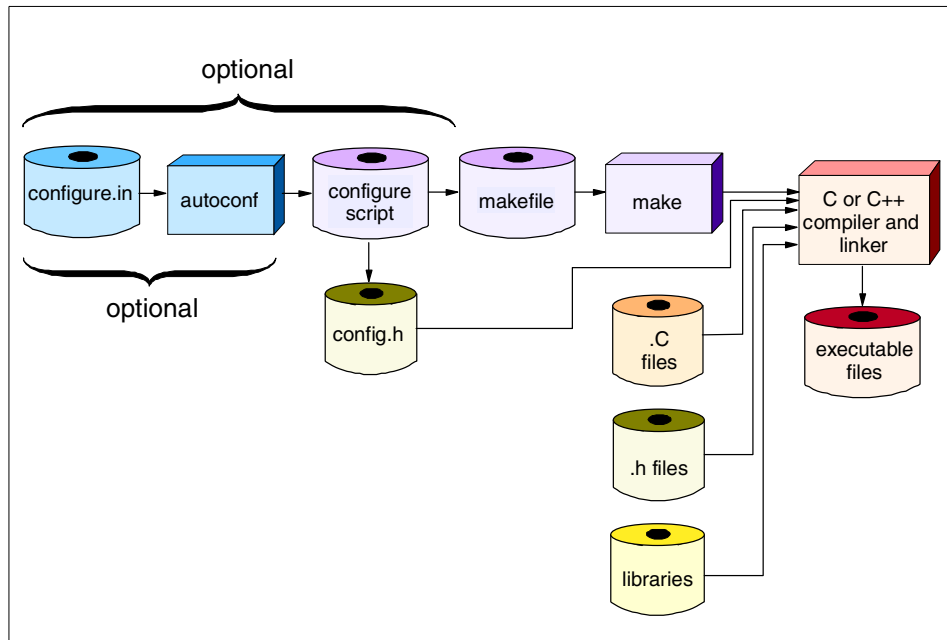 optional
configure.in
autoconf
configure
script
makefile
make
C or C++
compiler and
linker
optional
config.h
.C
files
executable
files
.h files
libraries